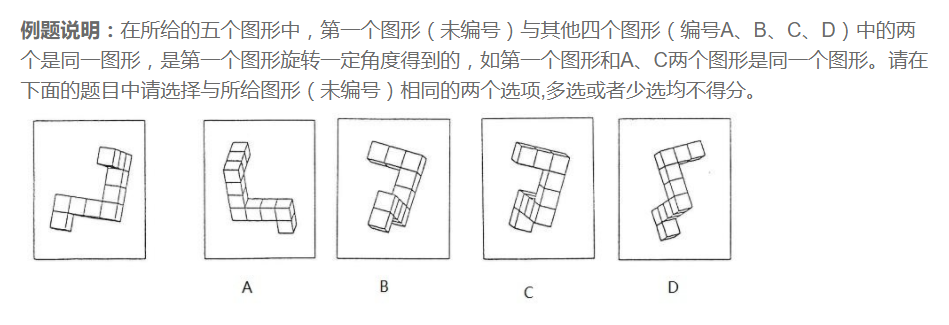 例题说明：在所给的五个图形中，第一个图形（未编号）与其他四个图形（编号A、B、C、D）中的两
个是同一图形，是第一个图形旋转一定角度得到的，如第一个图形和A、C两个图形是同一个图形。请在
下面的题目中请选择与所给图形（未编号）相同的两个选项,多选或者少选均不得分。
A B C D